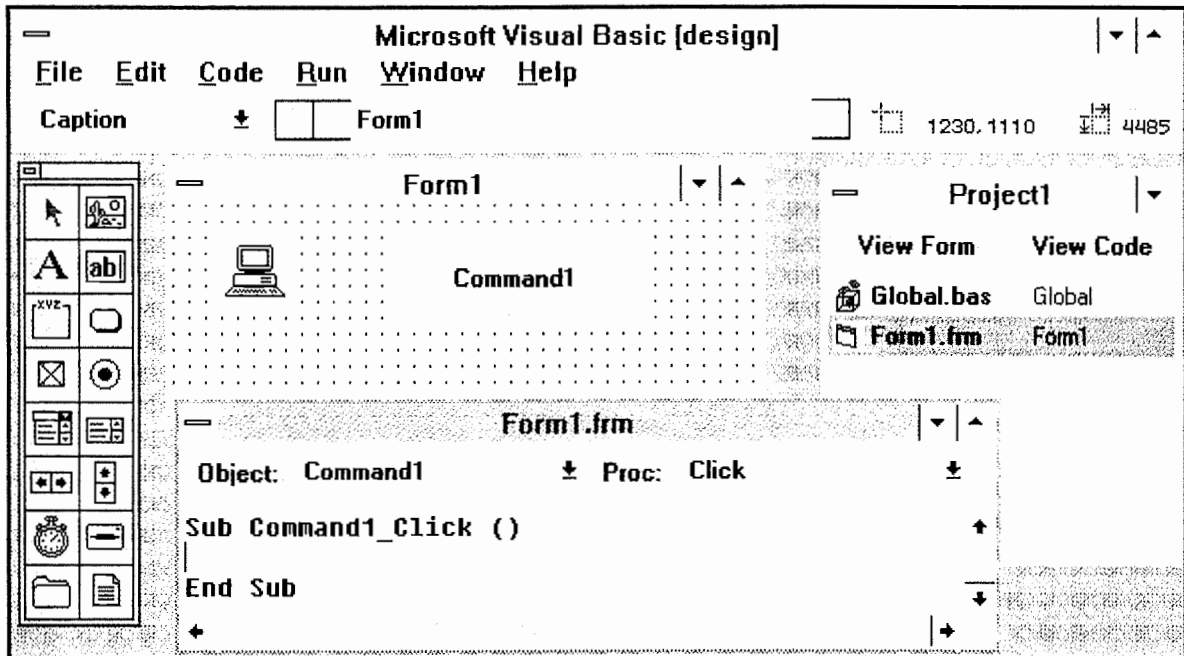 Microsoft Visual Basic [design]
File Edit Code Run Window Help
Caption Form1 1230,1110 4485
Form1
Command1
Project1
View Form View Code
Global.bas Global
Form1.frm Form1
A ab
XYZ
Form1.frm
Object: Command1 Proc: Click
Sub Command1_Click ()
End Sub